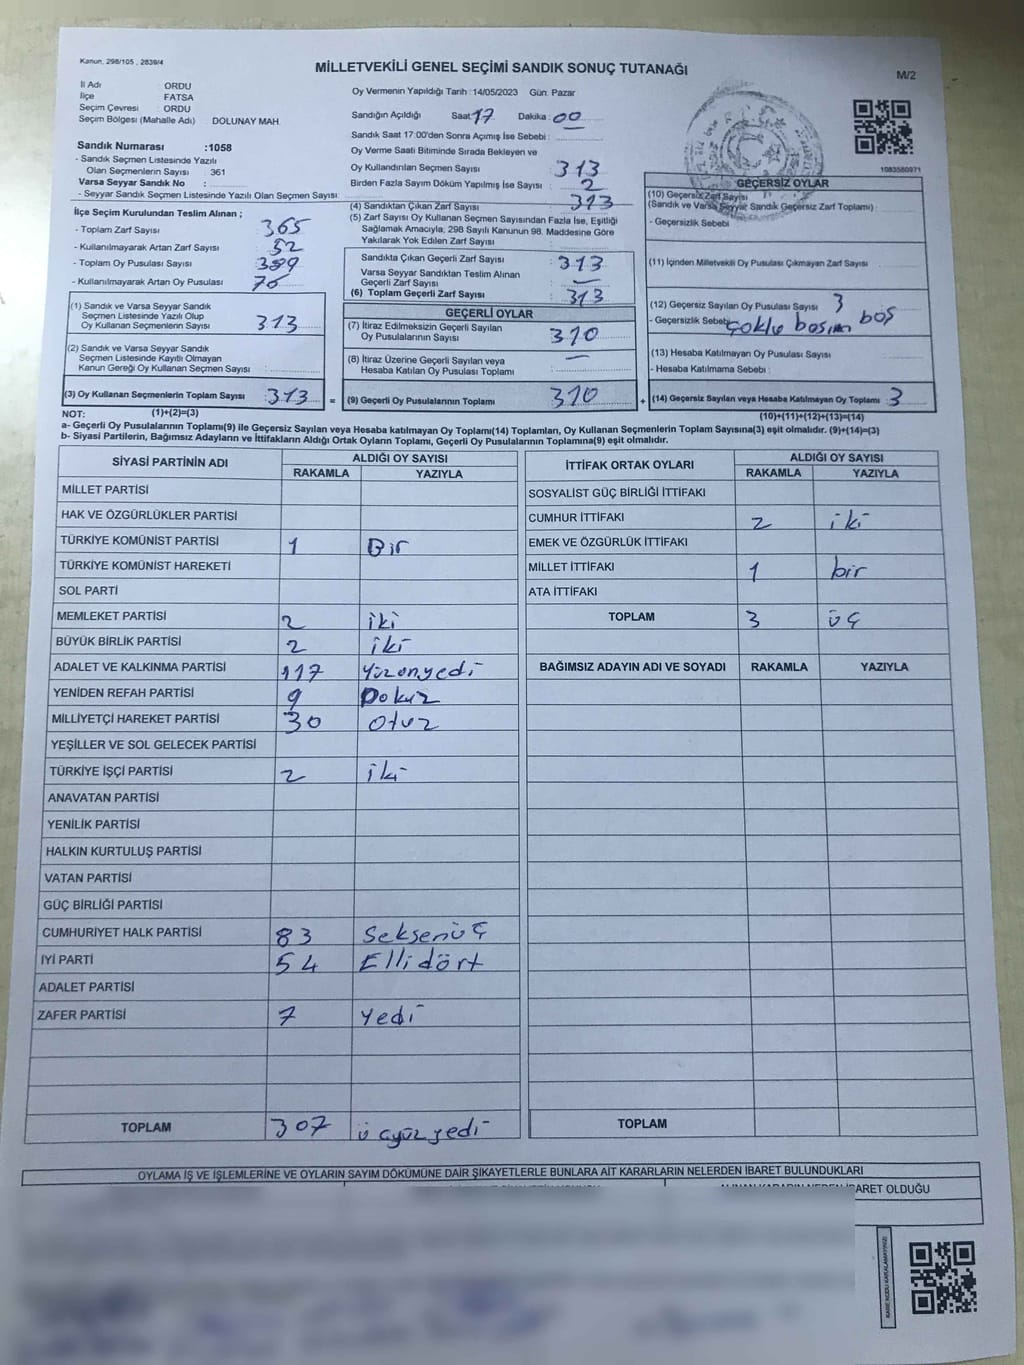 Kanun, 298/105 , 2839/4
MİLLETVEKİLİ GENEL SEÇİMİ SANDIK SONUÇ TUTANAĞI
M/2
İl Adı : ORDU
İlçe : FATSA
Seçim Çevresi : ORDU
Seçim Bölgesi (Mahalle Adı) DOLUNAY MAH.
Sandık Numarası :1058
- Sandık Seçmen Listesinde Yazılı
Olan Seçmenlerin Sayısı : 361
Varsa Seyyar Sandık No :
- Seyyar Sandık Seçmen Listesinde Yazılı Olan Seçmen Sayısı:
İlçe Seçim Kurulundan Teslim Alınan ;
- Toplam Zarf Sayısı : 365
- Kullanılmayarak Artan Zarf Sayısı : 52
- Toplam Oy Pusulası Sayısı : 389
- Kullanılmayarak Artan Oy Pusulası : 76
Oy Vermenin Yapıldığı Tarih : 14/05/2023 Gün: Pazar
Sandığın Açıldığı Saat 17 Dakika 00
Sandık Saat 17:00'den Sonra Açımış İse Sebebi :
Oy Verme Saati Bitiminde Sırada Bekleyen ve
Oy Kullandırılan Seçmen Sayısı : 313
Birden Fazla Sayım Döküm Yapılmış İse Sayısı : 2
(4) Sandıktan Çıkan Zarf Sayısı : 313
(5) Zarf Sayısı Oy Kullanan Seçmen Sayısından Fazla İse, Eşitliği
Sağlamak Amacıyla, 298 Sayılı Kanunun 98. Maddesine Göre
Yakılarak Yok Edilen Zarf Sayısı :
1083560971
(1) Sandık ve Varsa Seyyar Sandık
Seçmen Listesinde Yazılı Olup
Oy Kullanan Seçmenlerin Sayısı : 313
(2) Sandık ve Varsa Seyyar Sandık
Seçmen Listesinde Kayıtlı Olmayan
Kanun Gereği Oy Kullanan Seçmen Sayısı :
(3) Oy Kullanan Seçmenlerin Toplam Sayısı : 313 =
Sandıkta Çıkan Geçerli Zarf Sayısı : 313
Varsa Seyyar Sandıktan Teslim Alınan
Geçerli Zarf Sayısı : —
(6) Toplam Geçerli Zarf Sayısı : 313
GEÇERLİ OYLAR
(7) İtiraz Edilmeksizin Geçerli Sayılan
Oy Pusulalarının Sayısı : 310
(8) İtiraz Üzerine Geçerli Sayılan veya
Hesaba Katılan Oy Pusulası Toplamı : —
(9) Geçerli Oy Pusulalarının Toplamı : 310 +
GEÇERSİZ OYLAR
(10) Geçersiz Zarf Sayısı
(Sandık ve Varsa Seyyar Sandık Geçersiz Zarf Toplamı) :
- Geçersizlik Sebebi :
(11) İçinden Milletvekili Oy Pusulası Çıkmayan Zarf Sayısı :
(12) Geçersiz Sayılan Oy Pusulası Sayısı : 3
- Geçersizlik Sebebi: çoklu basım boş
(13) Hesaba Katılmayan Oy Pusulası Sayısı :
- Hesaba Katılmama Sebebi :
(14) Geçersiz Sayılan veya Hesaba Katılmayan Oy Toplamı : 3
NOT: (1)+(2)=(3)
(10)+(11)+(12)+(13)=(14)
a- Geçerli Oy Pusulalarının Toplamı(9) ile Geçersiz Sayılan veya Hesaba katılmayan Oy Toplamı(14) Toplamları, Oy Kullanan Seçmenlerin Toplam Sayısına(3) eşit olmalıdır. (9)+(14)=(3)
b- Siyasi Partilerin, Bağımsız Adayların ve İttifakların Aldığı Ortak Oyların Toplamı, Geçerli Oy Pusulalarının Toplamına(9) eşit olmalıdır.
SİYASİ PARTİNİN ADI ALDIĞI OY SAYISI
RAKAMLA YAZIYLA
MİLLET PARTİSİ
HAK VE ÖZGÜRLÜKLER PARTİSİ
TÜRKİYE KOMÜNİST PARTİSİ 1 Bir
TÜRKİYE KOMÜNİST HAREKETİ
SOL PARTİ
MEMLEKET PARTİSİ 2 iki
BÜYÜK BİRLİK PARTİSİ 2 iki
ADALET VE KALKINMA PARTİSİ 117 Yüzonyedi
YENİDEN REFAH PARTİSİ 9 Dokuz
MİLLİYETÇİ HAREKET PARTİSİ 30 Otuz
YEŞİLLER VE SOL GELECEK PARTİSİ
TÜRKİYE İŞÇİ PARTİSİ 2 iki
ANAVATAN PARTİSİ
YENİLİK PARTİSİ
HALKIN KURTULUŞ PARTİSİ
VATAN PARTİSİ
GÜÇ BİRLİĞİ PARTİSİ
CUMHURİYET HALK PARTİSİ 83 Seksenüç
İYİ PARTİ 54 Ellidört
ADALET PARTİSİ
ZAFER PARTİSİ 7 Yedi
TOPLAM 307 üçyüzyedi
İTTİFAK ORTAK OYLARI ALDIĞI OY SAYISI
RAKAMLA YAZIYLA
SOSYALİST GÜÇ BİRLİĞİ İTTİFAKI
CUMHUR İTTİFAKI 2 iki
EMEK VE ÖZGÜRLÜK İTTİFAKI
MİLLET İTTİFAKI 1 bir
ATA İTTİFAKI
TOPLAM 3 üç
BAĞIMSIZ ADAYIN ADI VE SOYADI RAKAMLA YAZIYLA
TOPLAM
OYLAMA İŞ VE İŞLEMLERİNE VE OYLARIN SAYIM DÖKÜMÜNE DAİR ŞİKAYETLERLE BUNLARA AİT KARARLARIN NELERDEN İBARET BULUNDUKLARI
İBARET OLDUĞU